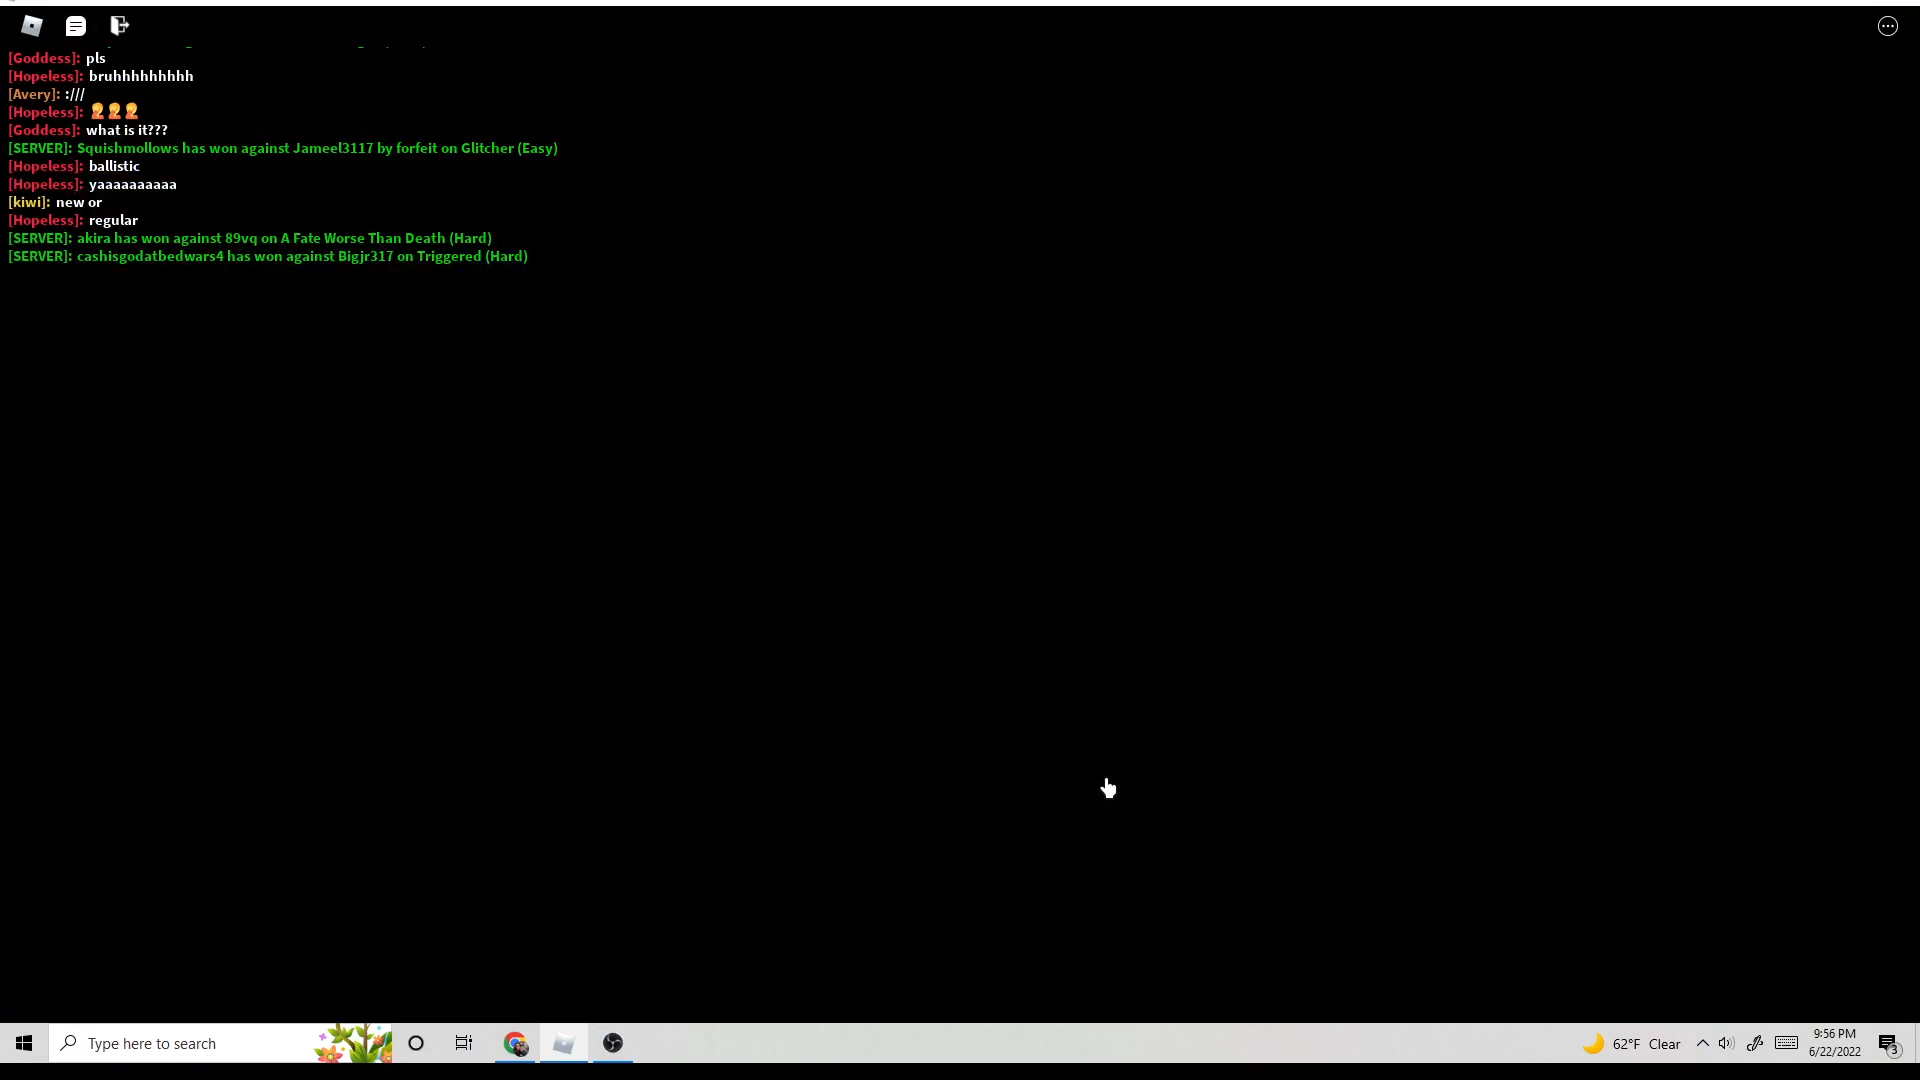 [Goddess]: pls
[Hopeless]: bruhhhhhhhhh
[Avery]: :///
[Hopeless]: 🤦🤦🤦
[Goddess]: what is it???
[SERVER]: Squishmollows has won against Jameel3117 by forfeit on Glitcher (Easy)
[Hopeless]: ballistic
[Hopeless]: yaaaaaaaaaa
[kiwi]: new or
[Hopeless]: regular
[SERVER]: akira has won against 89vq on A Fate Worse Than Death (Hard)
[SERVER]: cashisgodatbedwars4 has won against Bigjr317 on Triggered (Hard)
Type here to search
62°F Clear
9:56 PM
6/22/2022
3